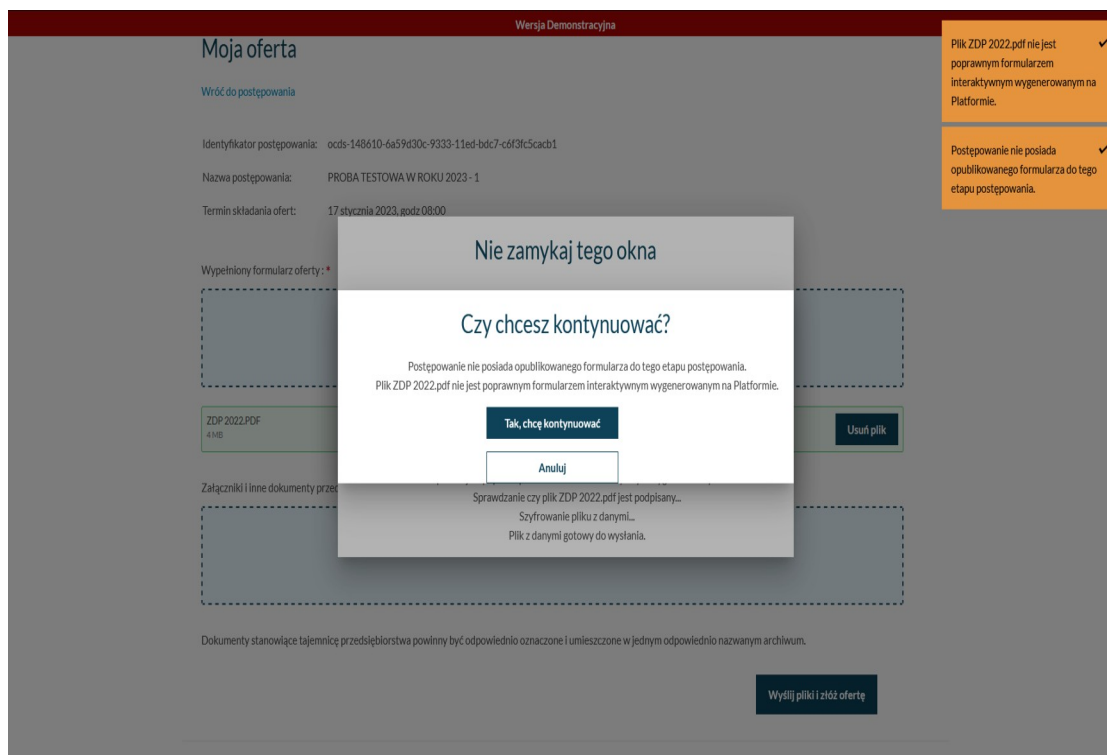 Wersja Demonstracyjna
Moja oferta
Wróć do postępowania
Identyfikator postępowania: ocds-148610-6a59d30c-9333-11ed-bdc7-c6f3fc5cacb1
Nazwa postępowania: PROBA TESTOWA W ROKU 2023 - 1
Termin składania ofert: 17 stycznia 2023, godz 08:00
Plik ZDP 2022.pdf nie jest
poprawnym formularzem
interaktywnym wygenerowanym na
Platformie.
Postępowanie nie posiada
opublikowanego formularza do tego
etapu postępowania.
Wypełniony formularz oferty : *
Nie zamykaj tego okna
Czy chcesz kontynuować?
Postępowanie nie posiada opublikowanego formularza do tego etapu postępowania.
Plik ZDP 2022.pdf nie jest poprawnym formularzem interaktywnym wygenerowanym na Platformie.
Tak, chcę kontynuować
Anuluj
ZDP 2022.PDF
4 MB
Usuń plik
Załączniki i inne dokumenty
Sprawdzanie czy plik ZDP 2022.pdf jest podpisany...
Szyfrowanie pliku z danymi...
Plik z danymi gotowy do wysłania.
Dokumenty stanowiące tajemnicę przedsiębiorstwa powinny być odpowiednio oznaczone i umieszczone w jednym odpowiednio nazwanym archiwum.
Wyślij pliki i złóż ofertę